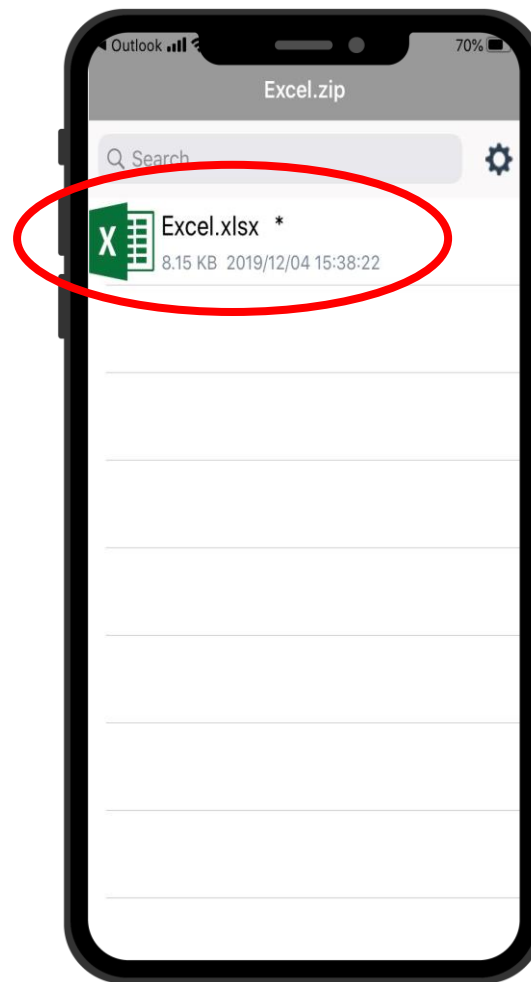 Outlook
70%
Excel.zip
Search
X
Excel.xlsx *
8.15 KB 2019/12/04 15:38:22